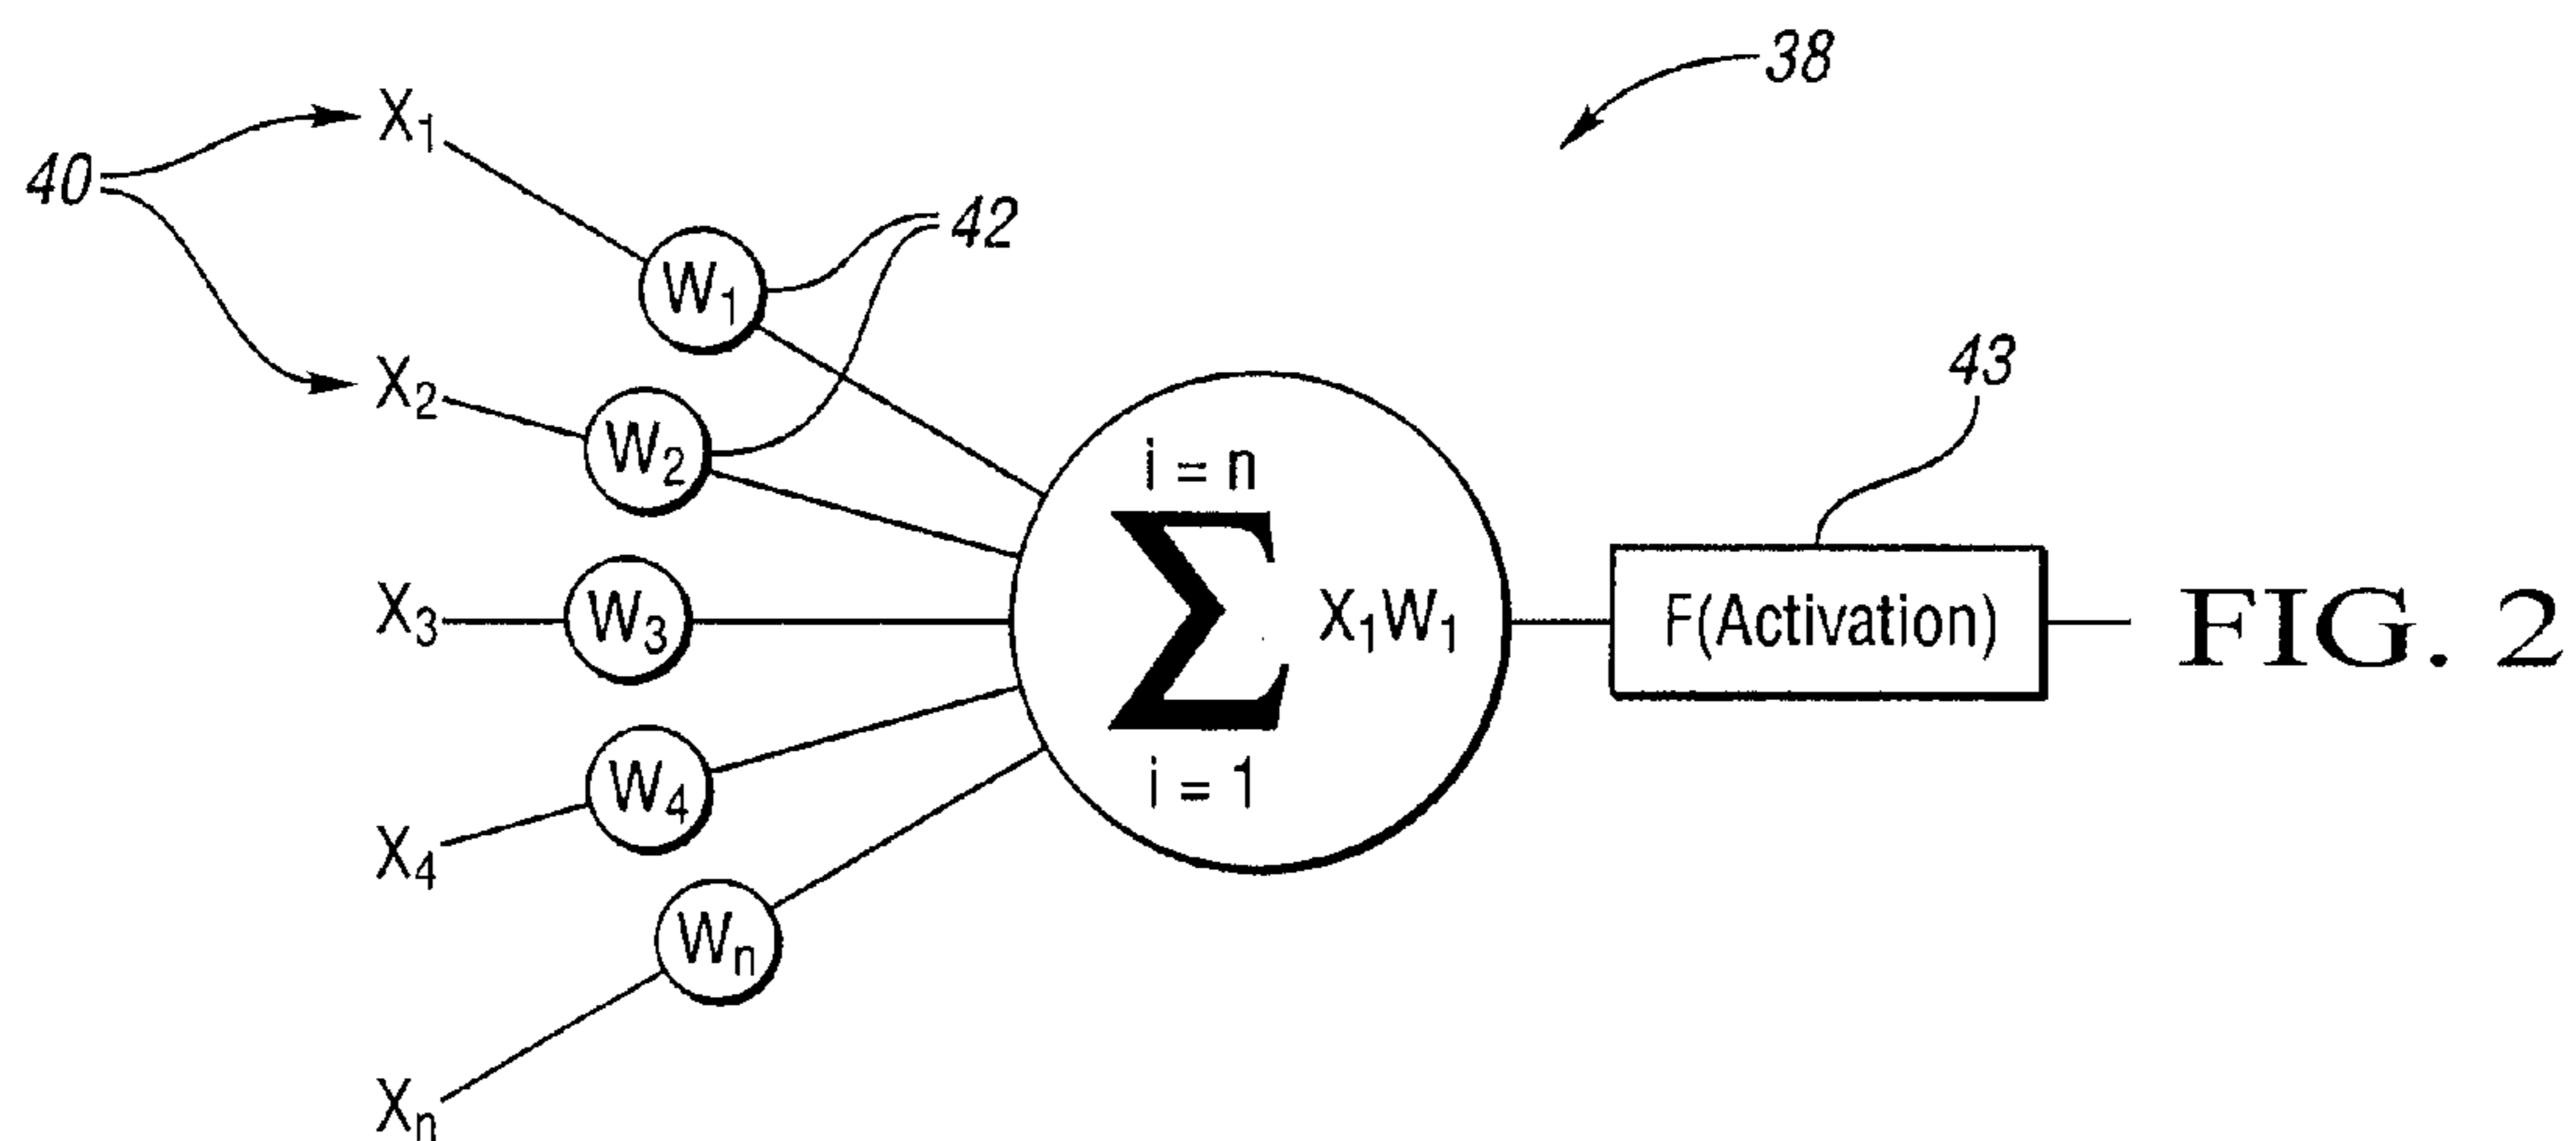 38
X1
40
42
W1
43
X2
W2
i = n
X3
W3
∑ X1W1
F(Activation)
FIG. 2
W4
i = 1
X4
Wn
Xn